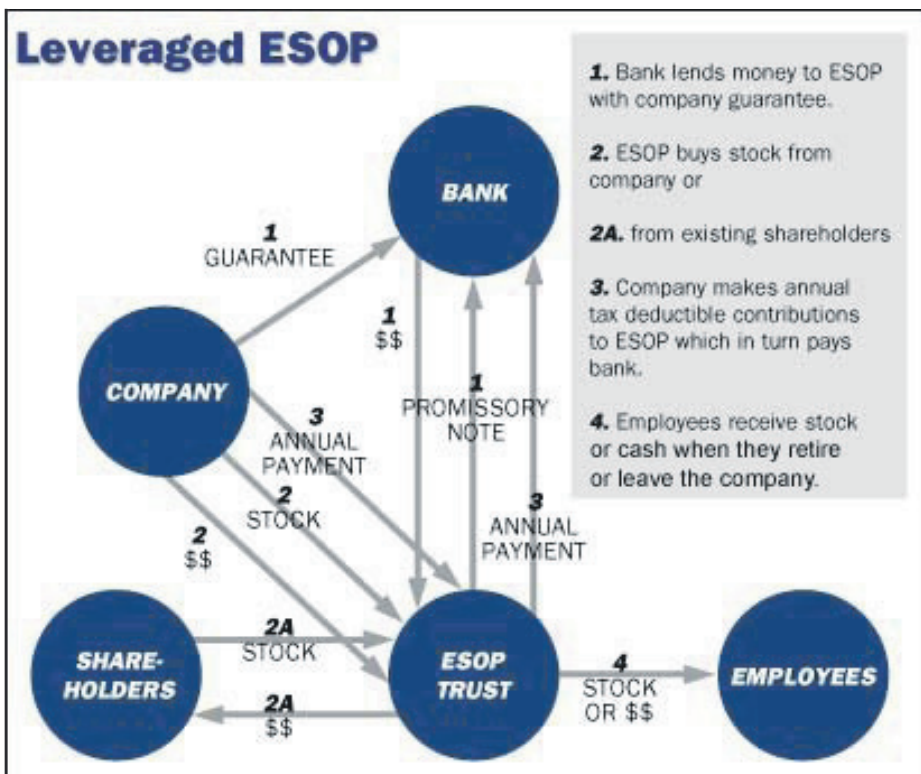 Leveraged ESOP
1. Bank lends money to ESOP
with company guarantee.
2. ESOP buys stock from
company or
2A. from existing shareholders
3. Company makes annual
tax deductible contributions
to ESOP which in turn pays
bank.
4. Employees receive stock
or cash when they retire
or leave the company.
BANK
1
GUARANTEE
1
$$
COMPANY
1
PROMISSORY
NOTE
3
ANNUAL
PAYMENT
2
STOCK
2
$$
3
ANNUAL
PAYMENT
SHARE-
HOLDERS
2A
STOCK
2A
$$
ESOP
TRUST
4
STOCK
OR $$
EMPLOYEES